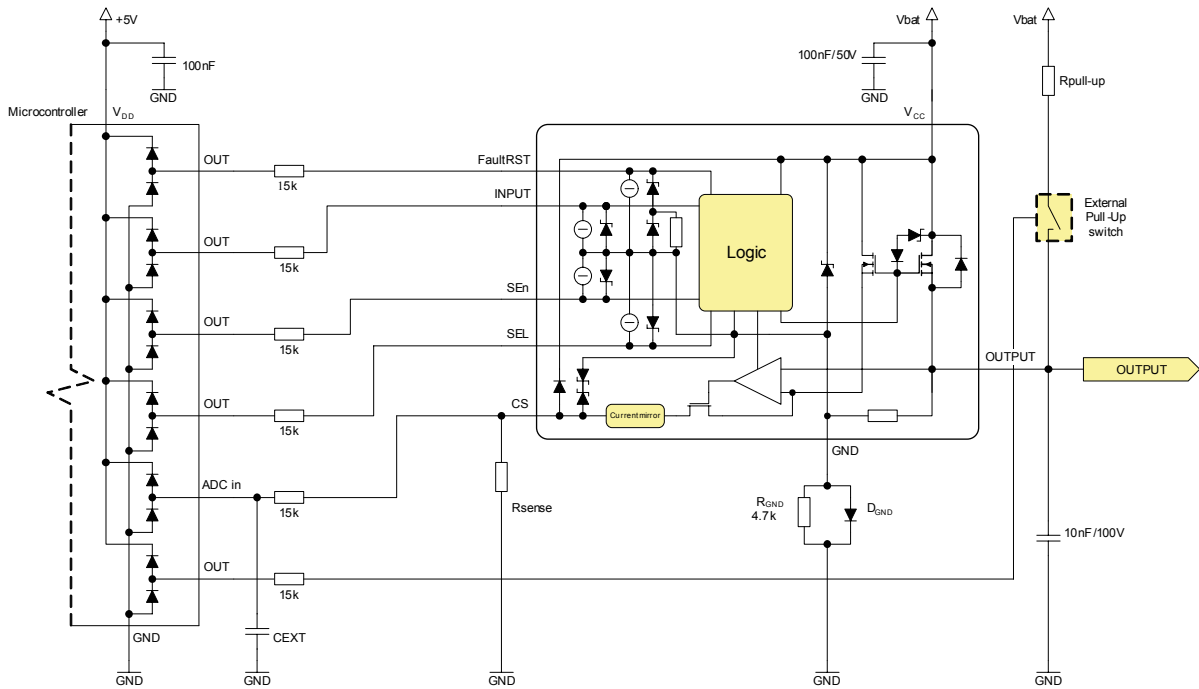 +5V
Vbat
Vbat
100nF
100nF/50V
GND
GND
Rpull-up
Microcontroller
VDD
VCC
OUT
15k
FaultRST
INPUT
OUT
15k
Logic
External
Pull-Up
switch
SEn
OUT
15k
SEL
OUTPUT
OUTPUT
OUT
15k
CS
Current mirror
GND
ADC in
15k
Rsense
RGND
4.7k
DGND
10nF/100V
OUT
15k
GND
CEXT
GND
GND
GND
GND
GND